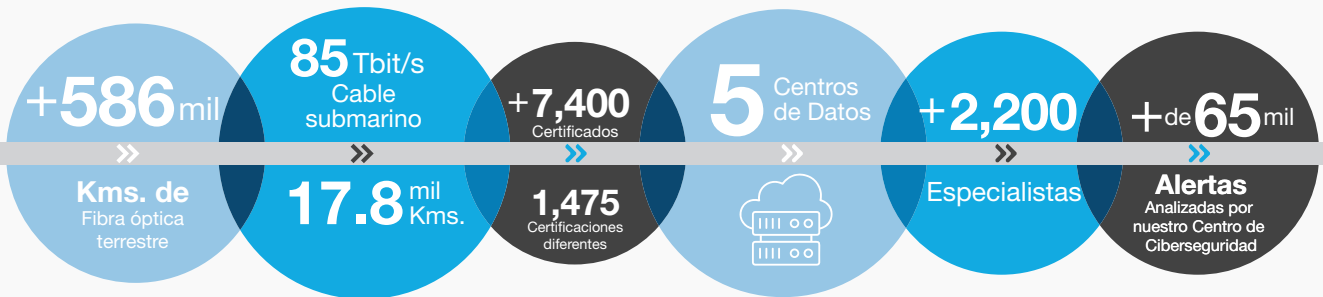 +586 mil
Kms. de
Fibra óptica
terrestre
85 Tbit/s
Cable
submarino
17.8 mil
Kms.
+7,400
Certificados
1,475
Certificaciones
diferentes
5 Centros
de Datos
+2,200
Especialistas
+de 65 mil
Alertas
Analizadas por
nuestro Centro de
Ciberseguridad